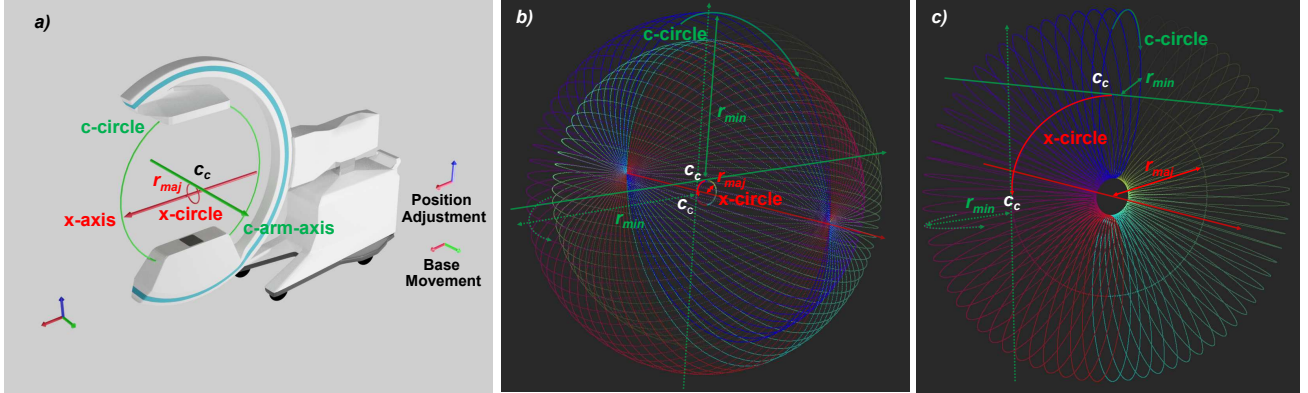 a)
c-circle
c_c
r_maj
x-axis
x-circle
c-arm-axis
Position
Adjustment
Base
Movement
b)
c-circle
r_min
c_c
r_maj
x-circle
c_c
r_min
c)
c-circle
c_c
r_min
x-circle
r_maj
c_c
r_min